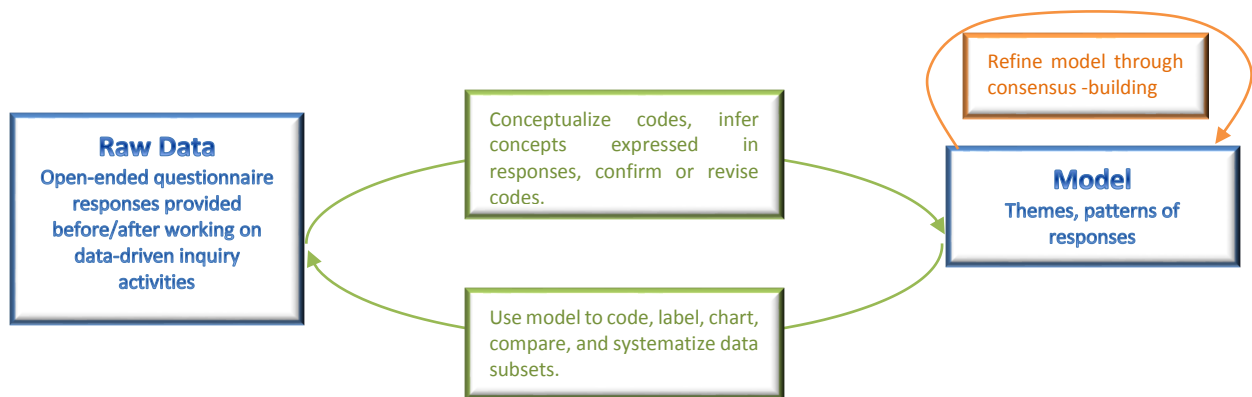 Raw Data
Open-ended questionnaire
responses provided
before/after working on
data-driven inquiry
activities
Conceptualize codes, infer
concepts expressed in
responses, confirm or revise
codes.
Use model to code, label, chart,
compare, and systematize data
subsets.
Refine model through
consensus -building
Model
Themes, patterns of
responses